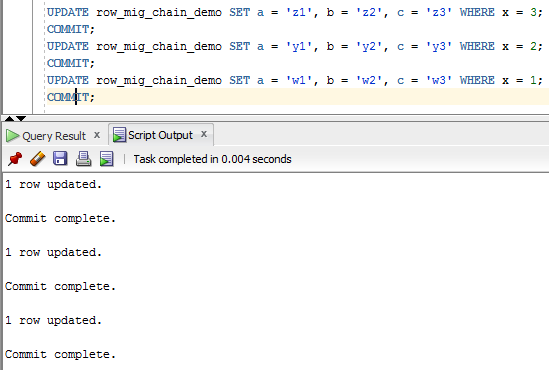 UPDATE row_mig_chain_demo SET a = 'z1', b = 'z2', c = 'z3' WHERE x = 3;
COMMIT;
UPDATE row_mig_chain_demo SET a = 'y1', b = 'y2', c = 'y3' WHERE x = 2;
COMMIT;
UPDATE row_mig_chain_demo SET a = 'w1', b = 'w2', c = 'w3' WHERE x = 1;
COMMIT;
Query Result x Script Output x
Task completed in 0.004 seconds
1 row updated.
Commit complete.
1 row updated.
Commit complete.
1 row updated.
Commit complete.